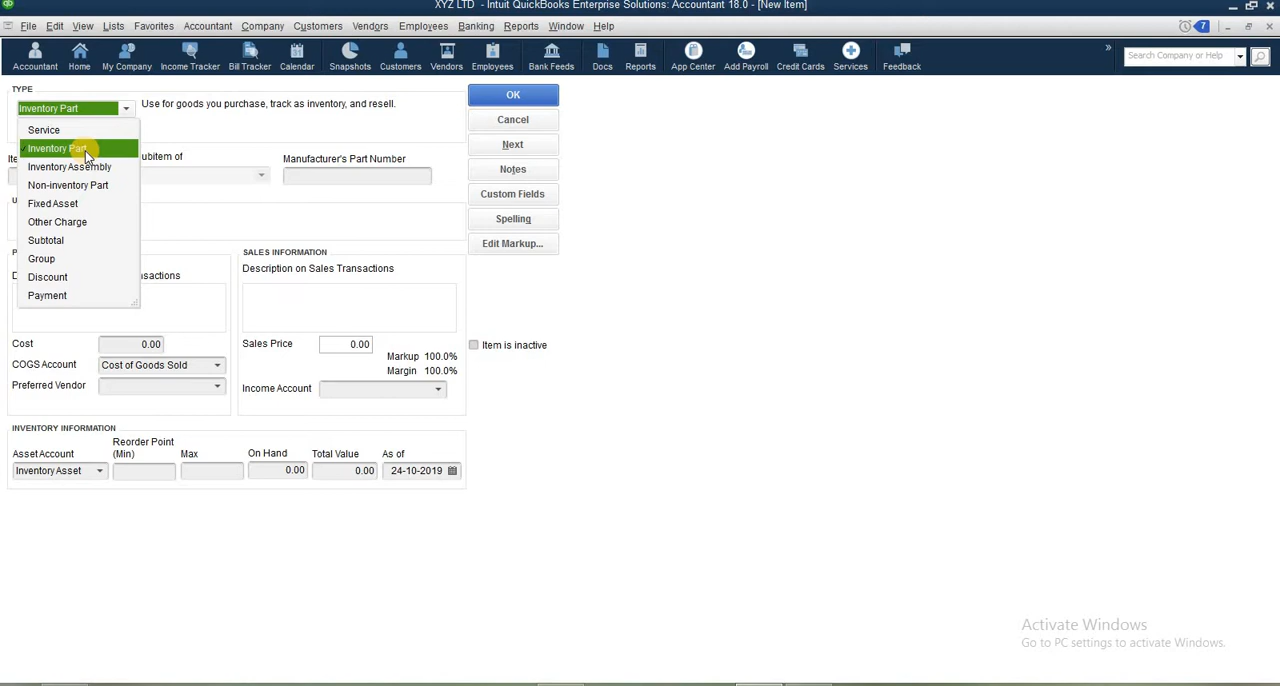 XYZ LTD - Intuit QuickBooks Enterprise Solutions: Accountant 18.0 - [New Item]
File Edit View Lists Favorites Accountant Company Customers Vendors Employees Banking Reports Window Help 7
Accountant Home My Company Income Tracker Bill Tracker Calendar Snapshots Customers Vendors Employees Bank Feeds Docs Reports App Center Add Payroll Credit Cards Services Feedback » Search Company or Help
TYPE
Inventory Part Use for goods you purchase, track as inventory, and resell.
Service
Inventory Part
Inventory Assembly
Non-inventory Part
Fixed Asset
Other Charge
Subtotal
Group
Discount
Payment
ubitem of
Manufacturer's Part Number
OK
Cancel
Next
Notes
Custom Fields
Spelling
Edit Markup...
sactions
Cost 0.00
COGS Account Cost of Goods Sold
Preferred Vendor
SALES INFORMATION
Description on Sales Transactions
Sales Price 0.00
Markup 100.0%
Margin 100.0%
Income Account
Item is inactive
INVENTORY INFORMATION
Asset Account Reorder Point (Min) Max On Hand Total Value As of
Inventory Asset 0.00 0.00 24-10-2019
Activate Windows
Go to PC settings to activate Windows.